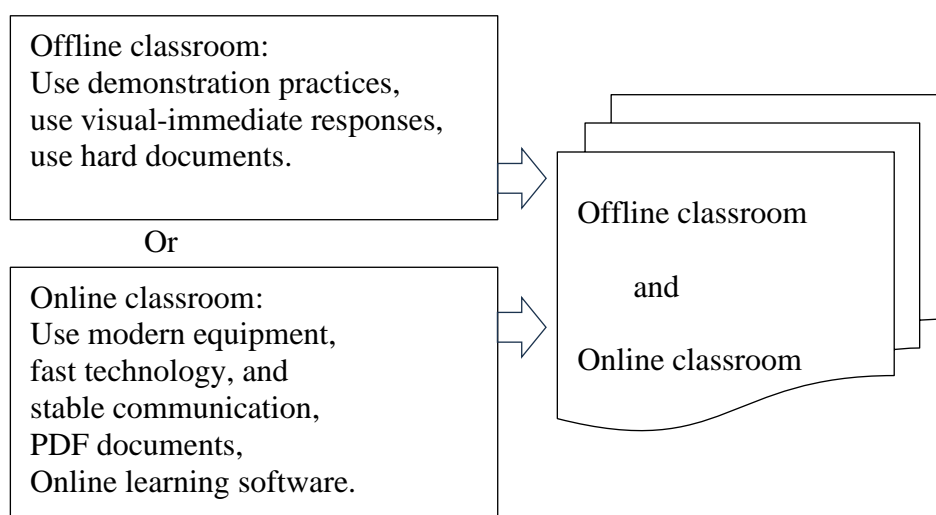 Offline classroom:
Use demonstration practices,
use visual-immediate responses,
use hard documents.
Or
Online classroom:
Use modern equipment,
fast technology, and
stable communication,
PDF documents,
Online learning software.
Offline classroom
and
Online classroom